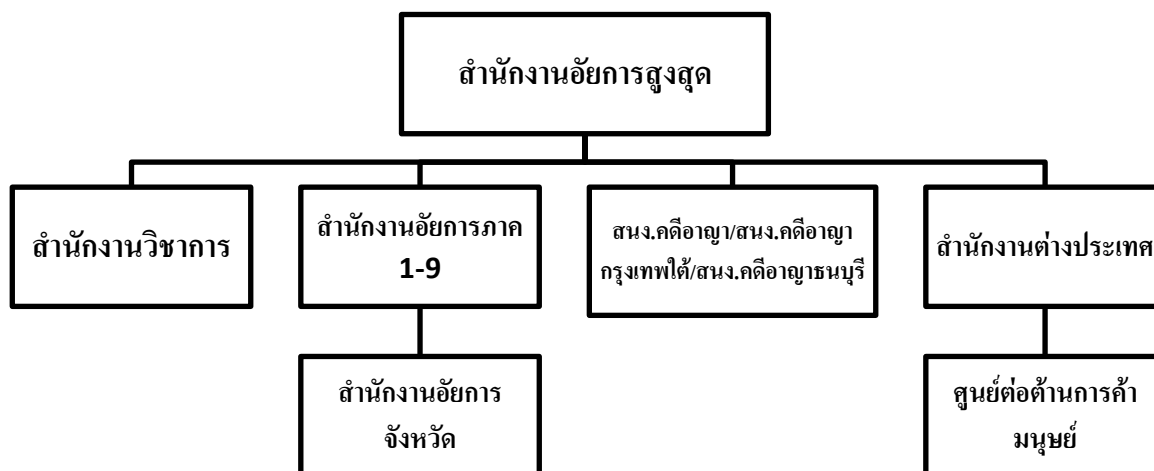 สำนักงานอัยการสูงสุด
สำนักงานวิชาการ
สำนักงานอัยการภาค
1-9
สนง.คดีอาญา/สนง.คดีอาญา
กรุงเทพใต้/สนง.คดีอาญาธนบุรี
สำนักงานต่างประเทศ
สำนักงานอัยการ
จังหวัด
ศูนย์ต่อต้านการค้า
มนุษย์